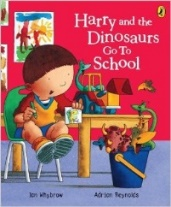 Harry and the
Dinosaurs
Go To
School
Ian Whybrow
Adrian Reynolds